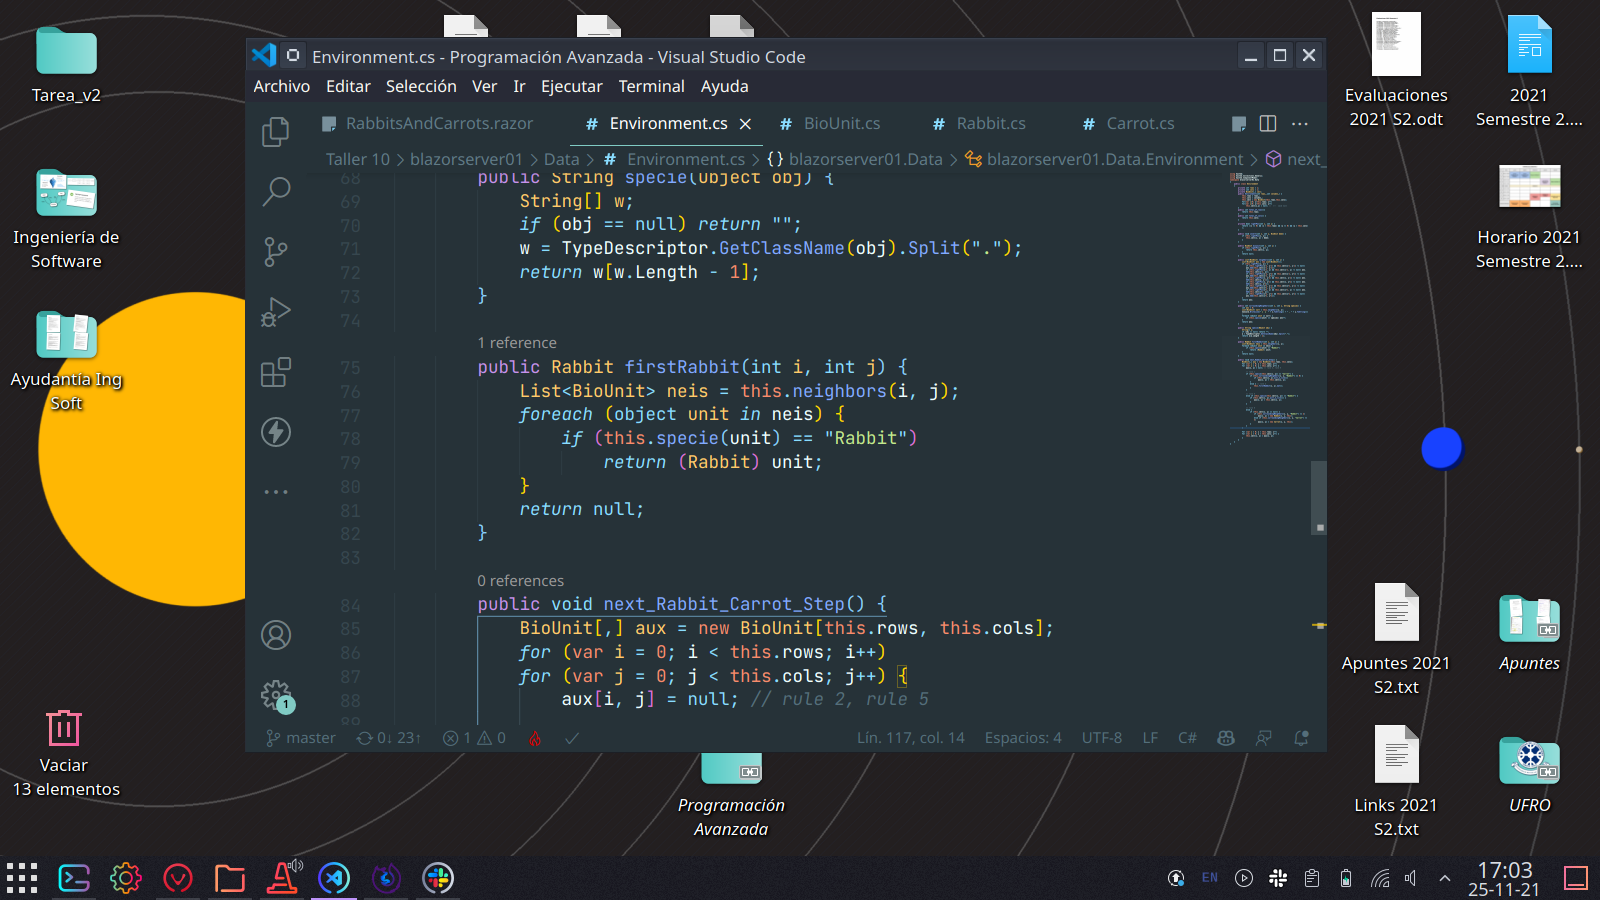 Environment.cs - Programación Avanzada - Visual Studio Code
Archivo Editar Selección Ver Ir Ejecutar Terminal Ayuda
RabbitsAndCarrots.razor # Environment.cs # BioUnit.cs # Rabbit.cs # Carrot.cs ···
Taller 10 > blazorserver01 > Data > # Environment.cs > {} blazorserver01.Data > blazorserver01.Data.Environment > next_
68 public String specie(Object obj) {
69 String[] w;
70 if (obj == null) return "";
71 w = TypeDescriptor.GetClassName(obj).Split(".");
72 return w[w.Length - 1];
73 }
74
1 reference
75 public Rabbit firstRabbit(int i, int j) {
76 List<BioUnit> neis = this.neighbors(i, j);
77 foreach (object unit in neis) {
78 if (this.specie(unit) == "Rabbit")
79 return (Rabbit) unit;
80 }
81 return null;
82 }
83
0 references
84 public void next_Rabbit_Carrot_Step() {
85 BioUnit[,] aux = new BioUnit[this.rows, this.cols];
86 for (var i = 0; i < this.rows; i++)
87 for (var j = 0; j < this.cols; j++) {
88 aux[i, j] = null; // rule 2, rule 5
89
1
master 0↓ 23↑ 1 0 Lín. 117, col. 14 Espacios: 4 UTF-8 LF C#
Tarea_v2
Ingeniería de
Software
Ayudantía Ing
Soft
Vaciar
13 elementos
Programación
Avanzada
Evaluaciones
2021 S2.odt
2021
Semestre 2....
Horario 2021
Semestre 2....
Apuntes 2021
S2.txt
Apuntes
Links 2021
S2.txt
UFRO
EN
17:03
25-11-21